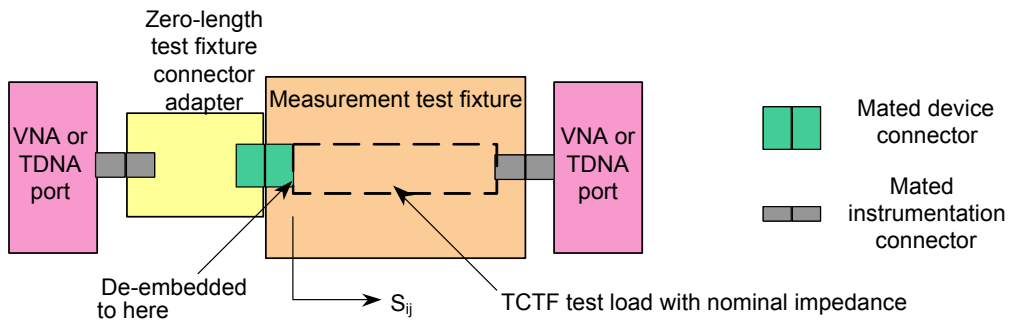 Zero-length
test fixture
connector
adapter
Measurement test fixture
VNA or
TDNA
port
VNA or
TDNA
port
Mated device
connector
Mated
instrumentation
connector
De-embedded
to here
Sij
TCTF test load with nominal impedance